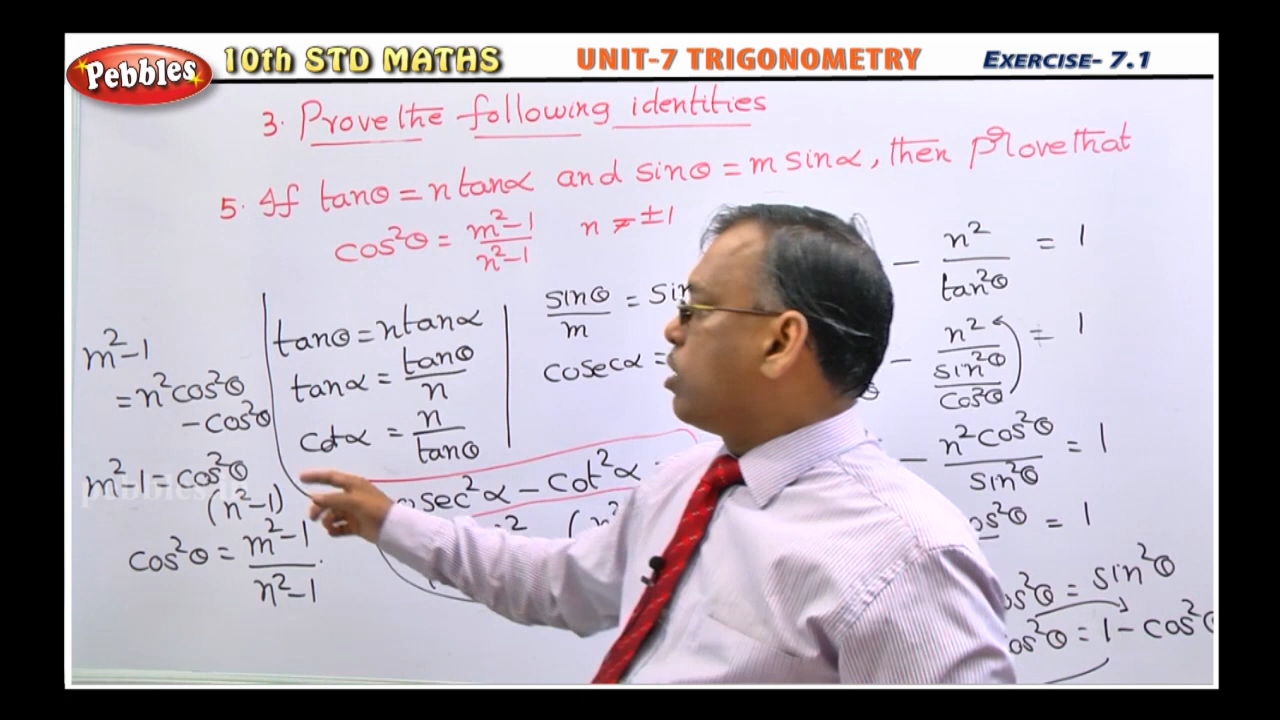 Pebbles
10th STD MATHS
UNIT-7 TRIGONOMETRY
EXERCISE- 7.1
3. Prove the following identities
5. If tanθ = n tanα and sinθ = m sinα, then prove that
cos²θ = m²-1 / n²-1   n ≠ ±1
m²-1
= n²cos²θ
- cos²θ
m²-1 = cos²θ
(n²-1)
cos²θ = m²-1 / n²-1
tanθ = n tanα
tanα = tanθ / n
cotα = n / tanθ
sinθ / m = sin
cosecα =
osec²α - cot²α
- n² / tan²θ = 1
- n² / (sin²θ / cos²θ) = 1
- n²cos²θ / sin²θ = 1
os²θ = 1
os²θ = sin²θ
os²θ = 1 - cos²θ